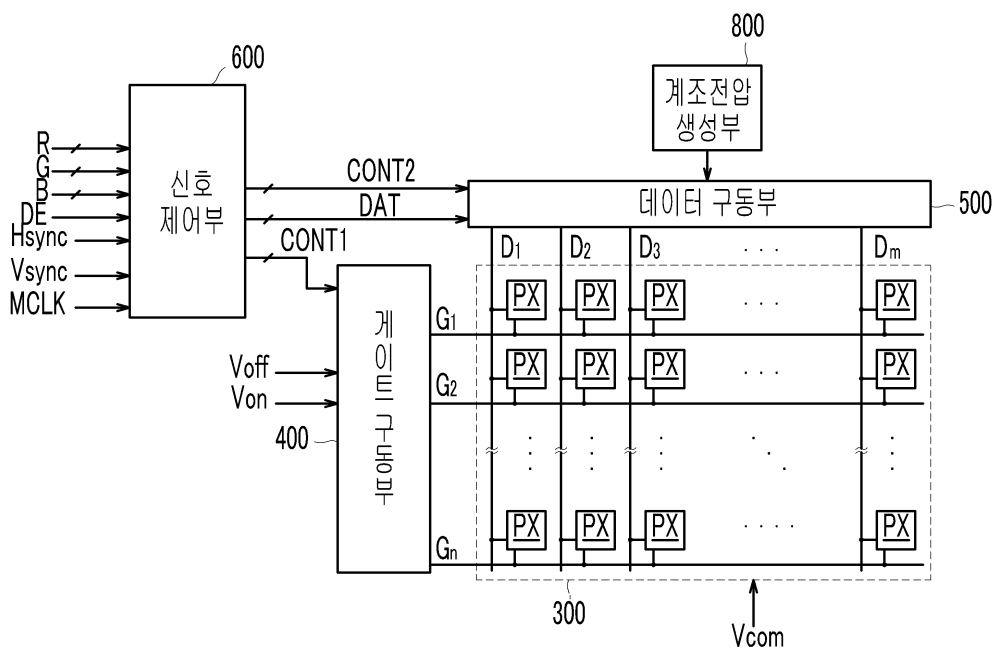 600
800
계조전압
생성부
R
G
B
DE
Hsync
Vsync
MCLK
신호
제어부
CONT2
DAT
CONT1
데이터 구동부
500
D1 D2 D3 . . . Dm
G1 PX PX PX . . . PX
G2 PX PX PX . . . PX
Voff
Von
400
게이트 구동부
Gn PX PX PX . . . . PX
300
Vcom